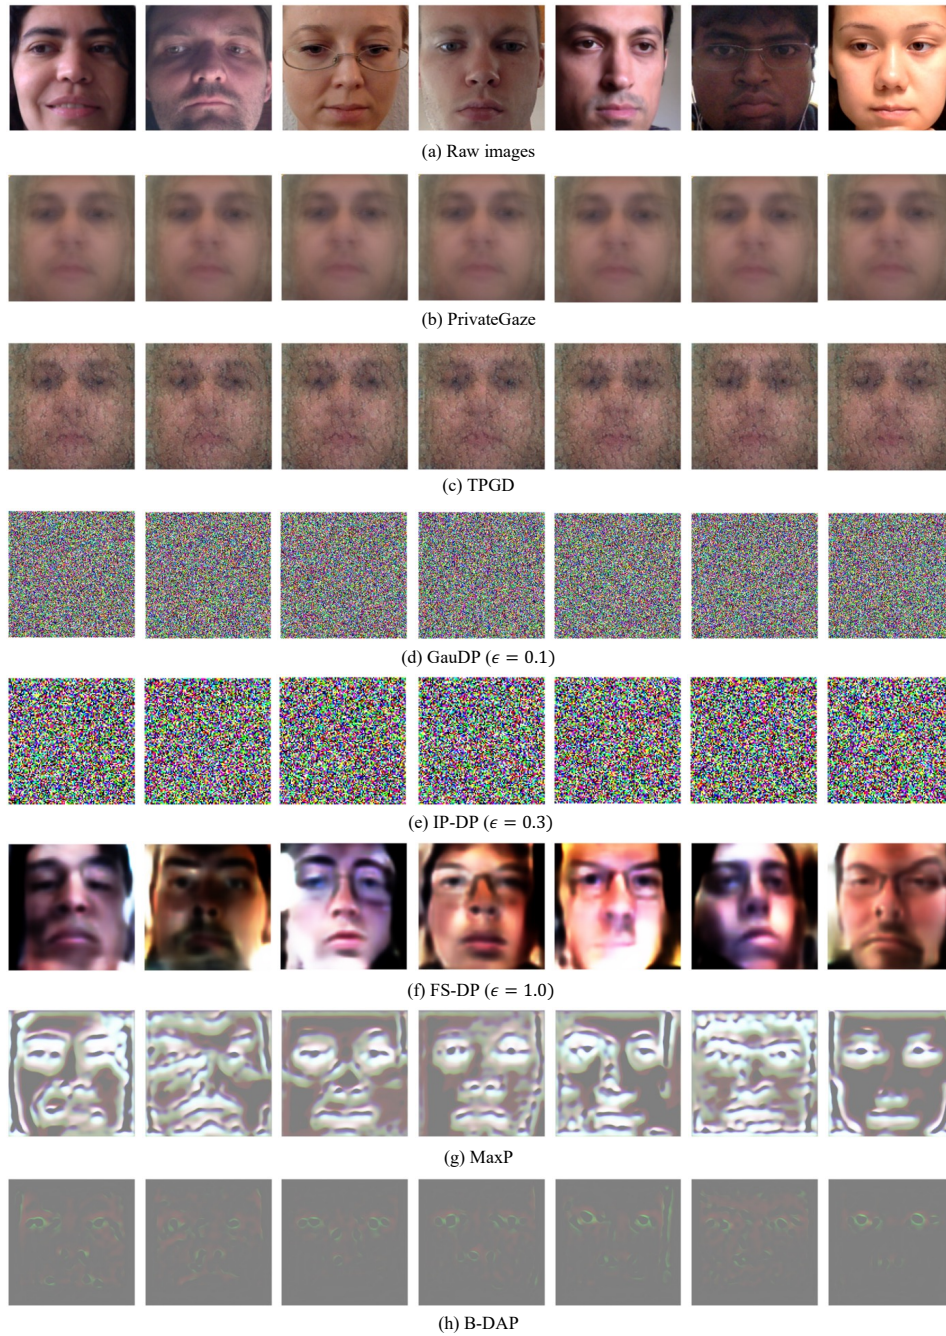 (a) Raw images
(b) PrivateGaze
(c) TPGD
(d) GauDP (ϵ = 0.1)
(e) IP-DP (ϵ = 0.3)
(f) FS-DP (ϵ = 1.0)
(g) MaxP
(h) B-DAP